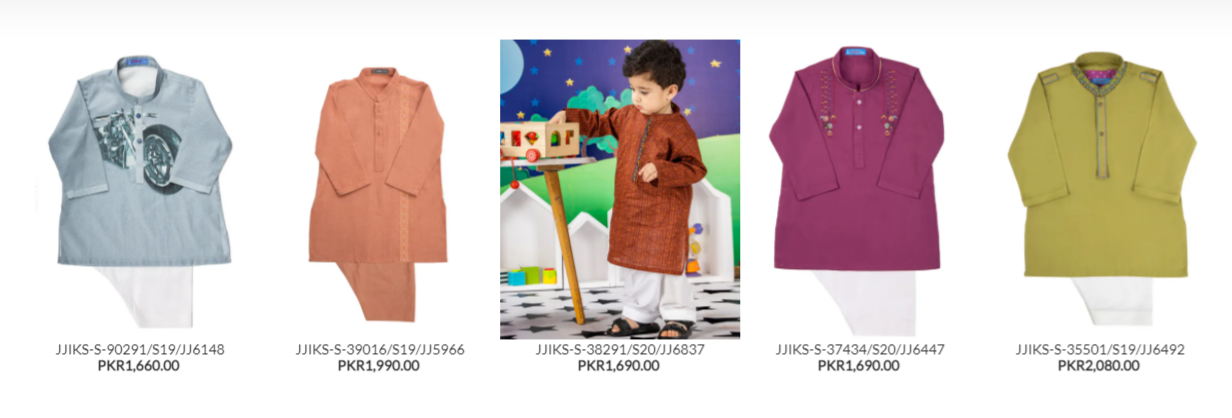 JJIKS-S-90291/S19/JJ6148
PKR1,660.00
JJIKS-S-39016/S19/JJ5966
PKR1,990.00
JJIKS-S-38291/S20/JJ6837
PKR1,690.00
JJIKS-S-37434/S20/JJ6447
PKR1,690.00
JJIKS-S-35501/S19/JJ6492
PKR2,080.00